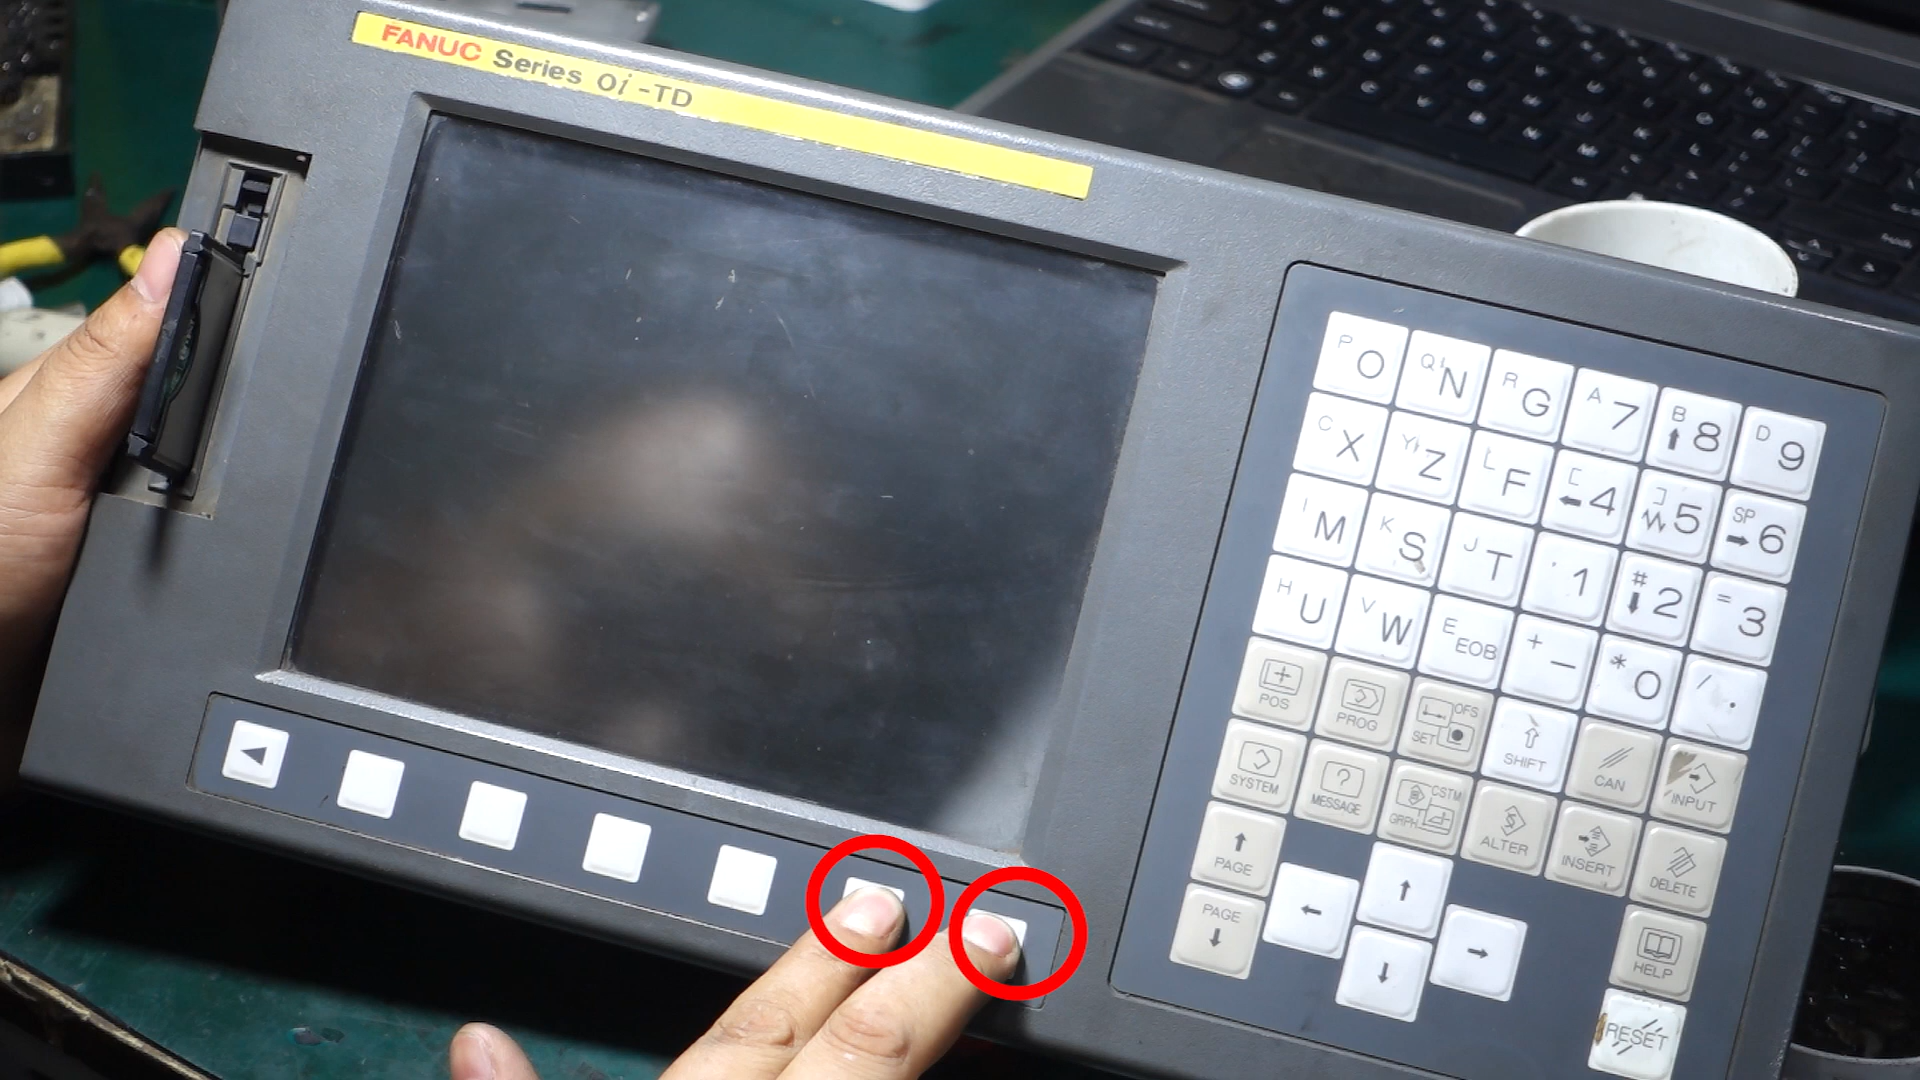 FANUC Series 0i-TD
P O Q N R G A 7 B ↑ 8 D 9
C X Y Z L F [ ← 4 ] 5 SP → 6
I M K S J T , 1 # ↓ 2 = 3
H U V W E EOB + - * 0 / .
POS PROG OFS SET SHIFT CAN INPUT
SYSTEM ? MESSAGE CSTM GRPH ALTER INSERT DELETE
↑ PAGE ← ↑ → HELP
PAGE ↓ ↓ RESET